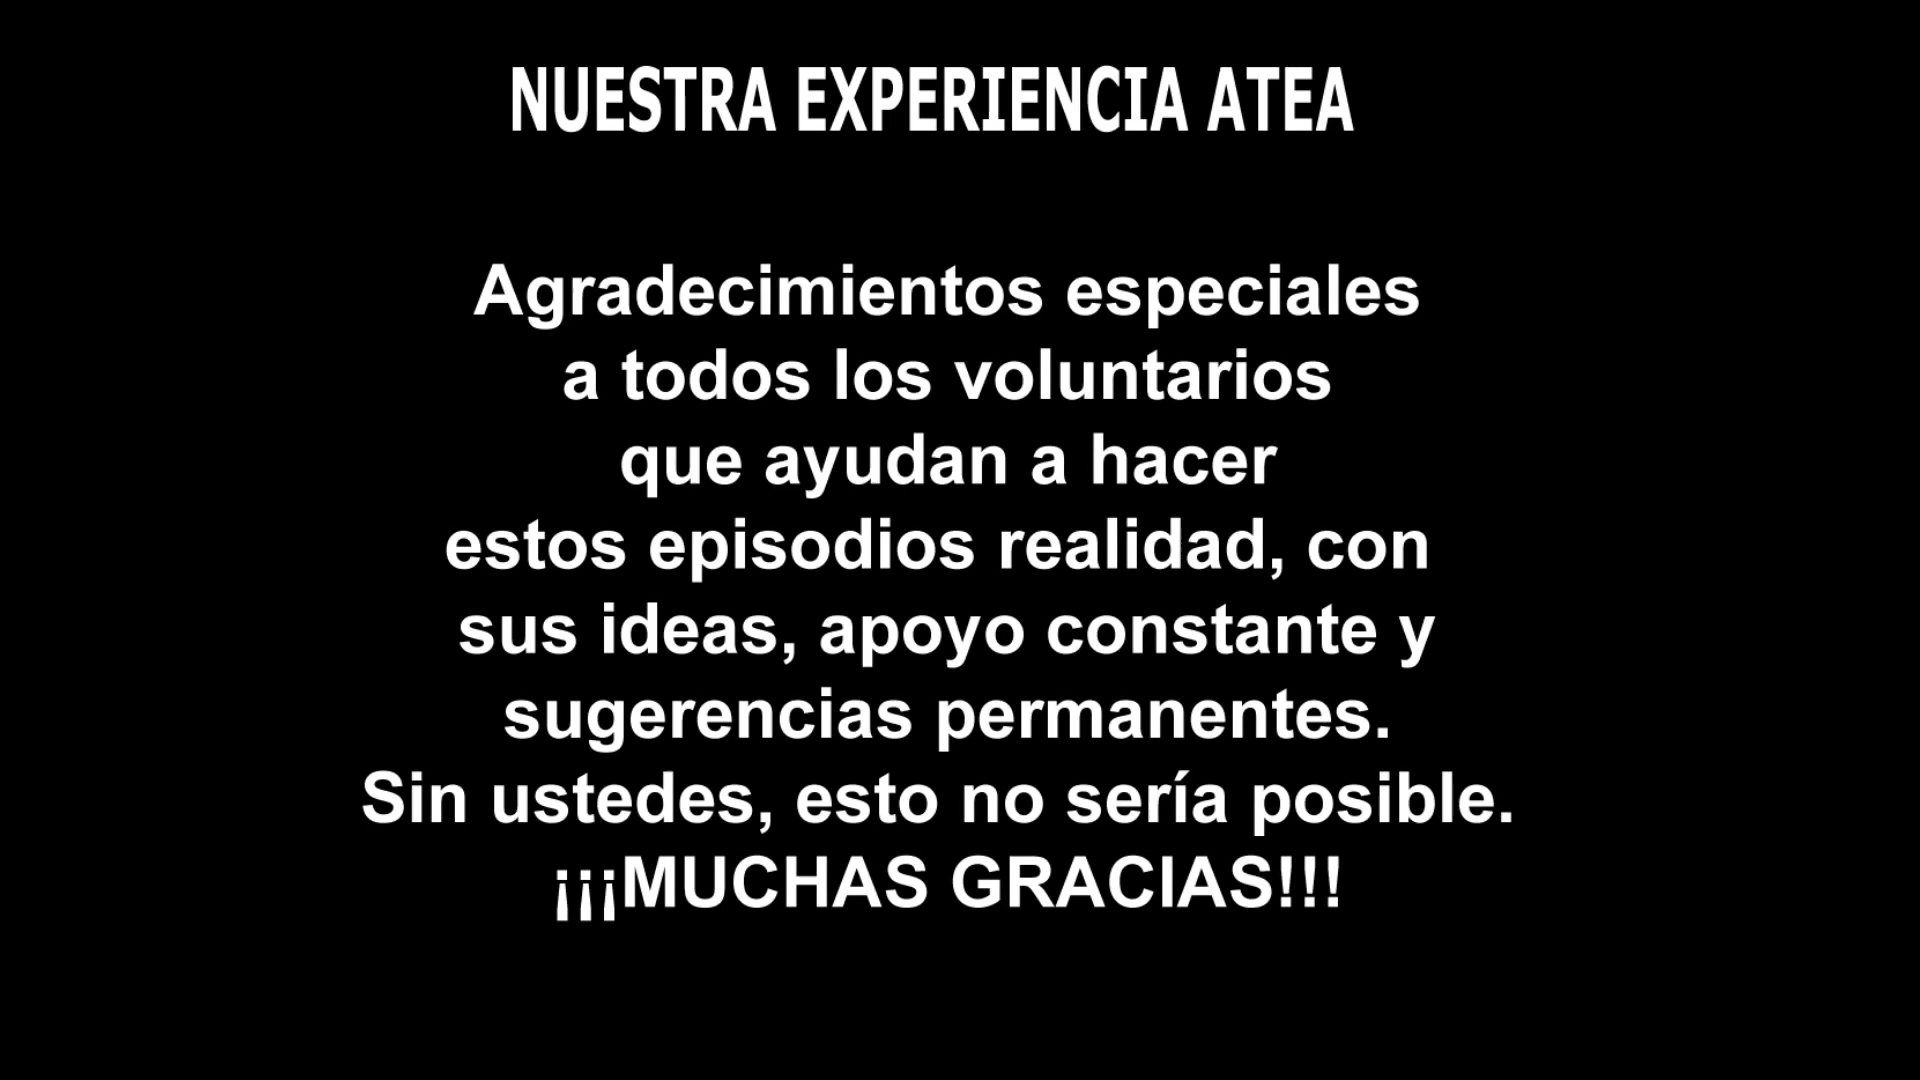 NUESTRA EXPERIENCIA ATEA
Agradecimientos especiales
a todos los voluntarios
que ayudan a hacer
estos episodios realidad, con
sus ideas, apoyo constante y
sugerencias permanentes.
Sin ustedes, esto no sería posible.
¡¡¡MUCHAS GRACIAS!!!